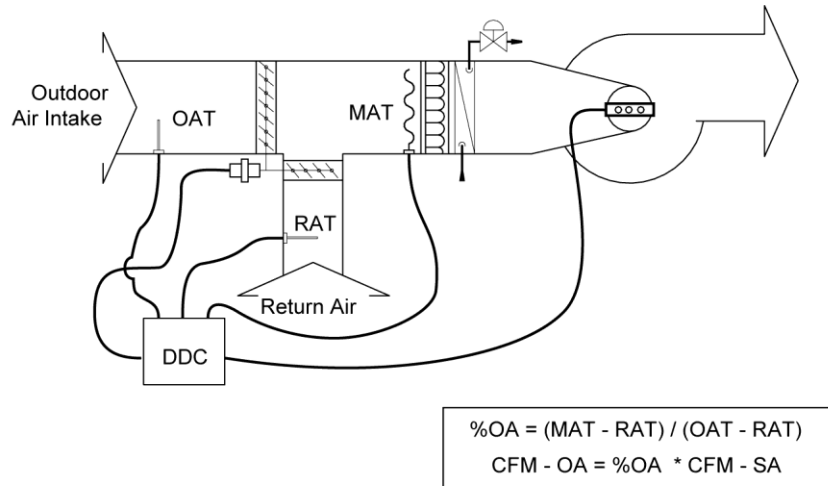 Outdoor
Air Intake
OAT
MAT
RAT
Return Air
DDC
%OA = (MAT - RAT) / (OAT - RAT)
CFM - OA = %OA * CFM - SA